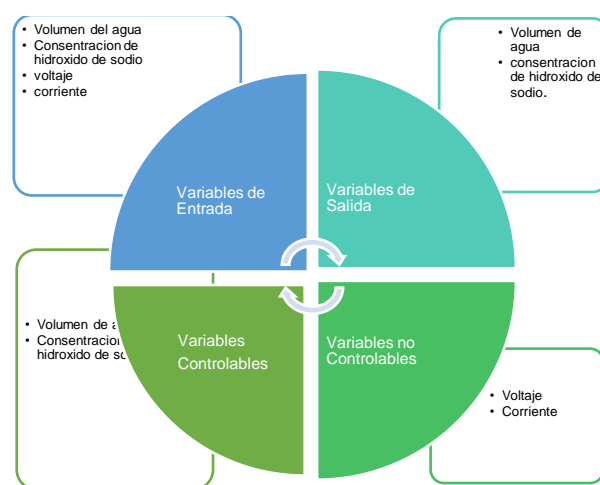 • Volumen del agua
• Consentracion de
hidroxido de sodio
• voltaje
• corriente
• Volumen de
agua
• consentracion
de hidroxido de
sodio.
Variables de
Entrada
Variables de
Salida
• Volumen de
• Consentracion
hidroxido de
Variables
Controlables
Variables no
Controlables
• Voltaje
• Corriente